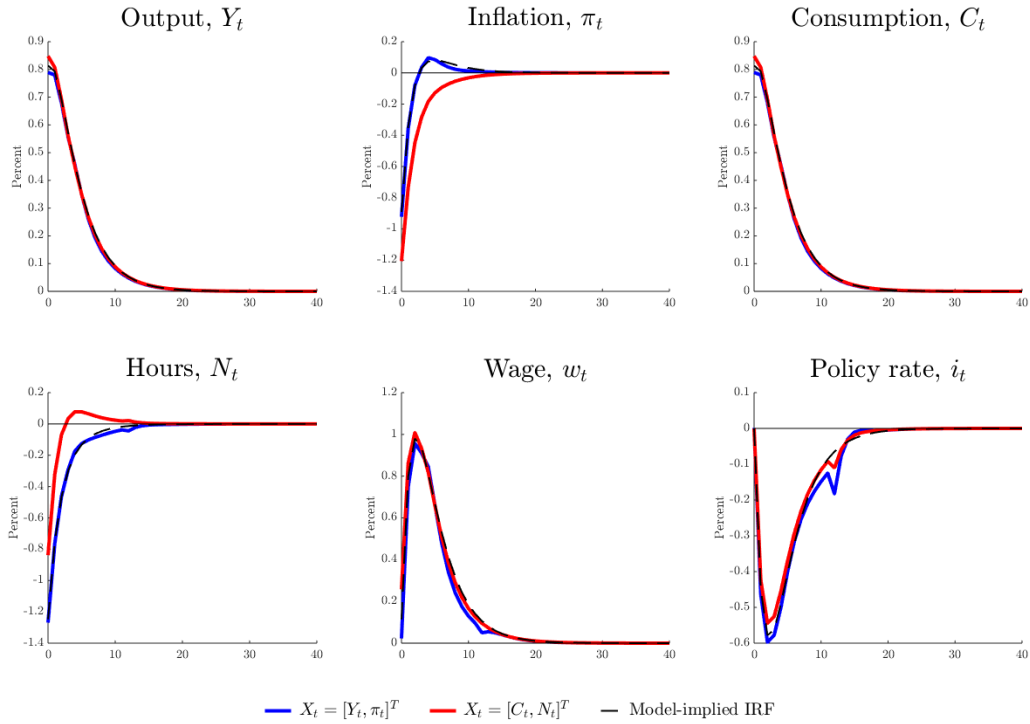 Output, Y_t
Inflation, π_t
Consumption, C_t
Percent
0.9
0.8
0.7
0.6
0.5
0.4
0.3
0.2
0.1
0
0 10 20 30 40
Percent
0.4
0.2
0
-0.2
-0.4
-0.6
-0.8
-1
-1.2
-1.4
0 10 20 30 40
Percent
0.9
0.8
0.7
0.6
0.5
0.4
0.3
0.2
0.1
0
0 10 20 30 40
Hours, N_t
Wage, w_t
Policy rate, i_t
Percent
0.2
0
-0.2
-0.4
-0.6
-0.8
-1
-1.2
-1.4
0 10 20 30 40
Percent
1.2
1
0.8
0.6
0.4
0.2
0
0 10 20 30 40
Percent
0.1
0
-0.1
-0.2
-0.3
-0.4
-0.5
-0.6
0 10 20 30 40
X_t = [Y_t, π_t]^T X_t = [C_t, N_t]^T Model-implied IRF